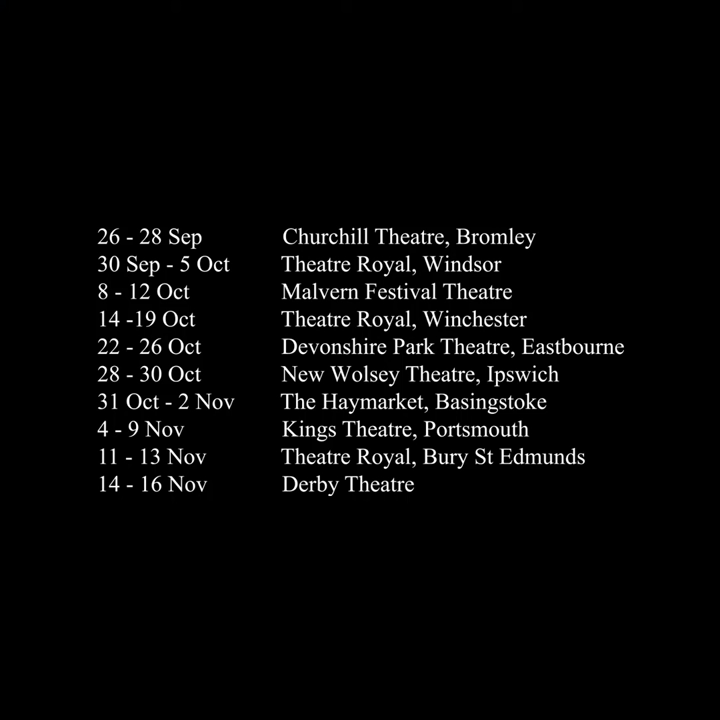 26 - 28 Sep Churchill Theatre, Bromley
30 Sep - 5 Oct Theatre Royal, Windsor
8 - 12 Oct Malvern Festival Theatre
14 -19 Oct Theatre Royal, Winchester
22 - 26 Oct Devonshire Park Theatre, Eastbourne
28 - 30 Oct New Wolsey Theatre, Ipswich
31 Oct - 2 Nov The Haymarket, Basingstoke
4 - 9 Nov Kings Theatre, Portsmouth
11 - 13 Nov Theatre Royal, Bury St Edmunds
14 - 16 Nov Derby Theatre